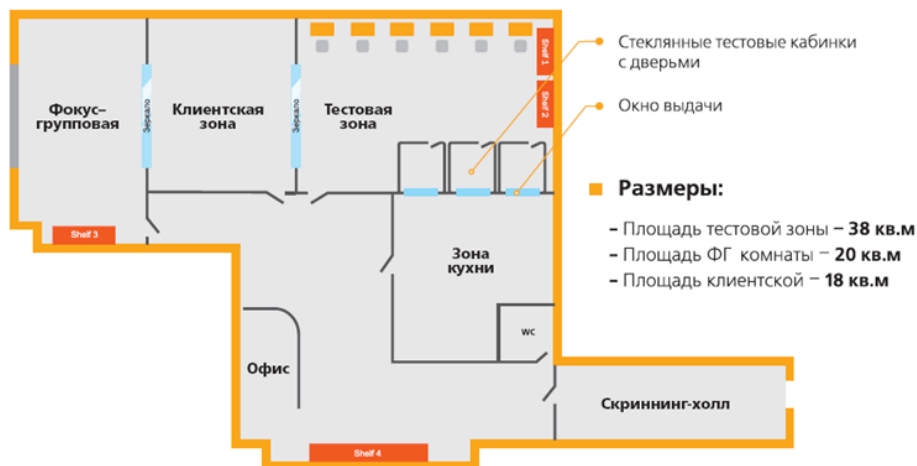 Фокус–
групповая
Зеркало
Клиентская
зона
Зеркало
Тестовая
зона
Shelf 1
Shelf 2
Стеклянные тестовые кабинки
с дверьми
Окно выдачи
Размеры:
– Площадь тестовой зоны – 38 кв.м
– Площадь ФГ комнаты – 20 кв.м
– Площадь клиентской – 18 кв.м
Shelf 3
Зона
кухни
wc
Офис
Скриннинг-холл
Shelf 4